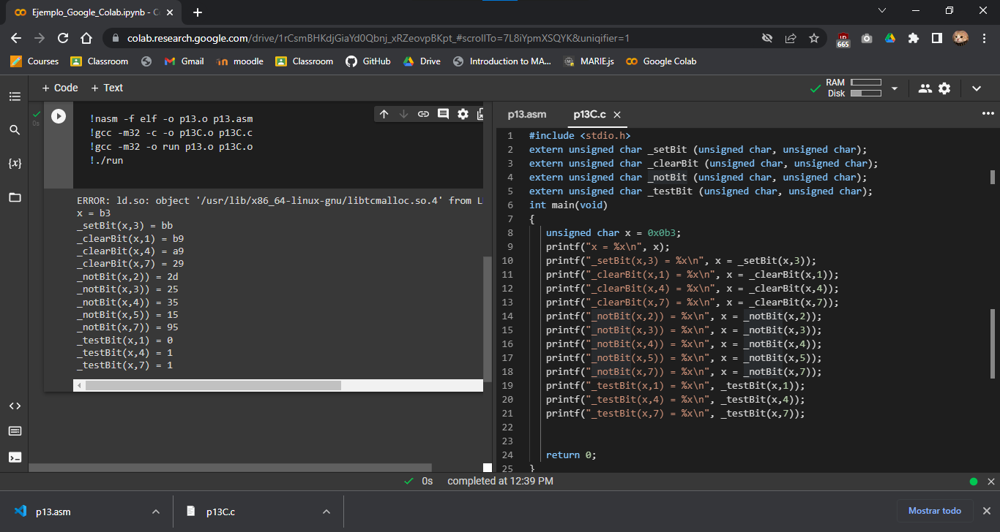 Ejemplo_Google_Colab.ipynb - C
colab.research.google.com/drive/1rCsmBHKdjGiaYd0Qbnj_xRZeovpBKpt_#scrollTo=7L8iYpmXSQYK&uniqifier=1
665
Courses Classroom Gmail moodle Classroom GitHub Drive Introduction to MA... MARIE.js Google Colab
+ Code + Text
RAM
Disk
0s
!nasm -f elf -o p13.o p13.asm
!gcc -m32 -c -o p13C.o p13C.c
!gcc -m32 -o run p13.o p13C.o
!./run
ERROR: ld.so: object '/usr/lib/x86_64-linux-gnu/libtcmalloc.so.4' from L
x = b3
_setBit(x,3) = bb
_clearBit(x,1) = b9
_clearBit(x,4) = a9
_clearBit(x,7) = 29
_notBit(x,2)) = 2d
_notBit(x,3)) = 25
_notBit(x,4)) = 35
_notBit(x,5)) = 15
_notBit(x,7)) = 95
_testBit(x,1) = 0
_testBit(x,4) = 1
_testBit(x,7) = 1
{x}
p13.asm p13C.c
1 #include <stdio.h>
2 extern unsigned char _setBit (unsigned char, unsigned char);
3 extern unsigned char _clearBit (unsigned char, unsigned char);
4 extern unsigned char _notBit (unsigned char, unsigned char);
5 extern unsigned char _testBit (unsigned char, unsigned char);
6 int main(void)
7 {
8 unsigned char x = 0x0b3;
9 printf("x = %x\n", x);
10 printf("_setBit(x,3) = %x\n", x = _setBit(x,3));
11 printf("_clearBit(x,1) = %x\n", x = _clearBit(x,1));
12 printf("_clearBit(x,4) = %x\n", x = _clearBit(x,4));
13 printf("_clearBit(x,7) = %x\n", x = _clearBit(x,7));
14 printf("_notBit(x,2)) = %x\n", x = _notBit(x,2));
15 printf("_notBit(x,3)) = %x\n", x = _notBit(x,3));
16 printf("_notBit(x,4)) = %x\n", x = _notBit(x,4));
17 printf("_notBit(x,5)) = %x\n", x = _notBit(x,5));
18 printf("_notBit(x,7)) = %x\n", x = _notBit(x,7));
19 printf("_testBit(x,1) = %x\n", _testBit(x,1));
20 printf("_testBit(x,4) = %x\n", _testBit(x,4));
21 printf("_testBit(x,7) = %x\n", _testBit(x,7));
22
23
24 return 0;
25 }
0s completed at 12:39 PM
p13.asm p13C.c Mostrar todo